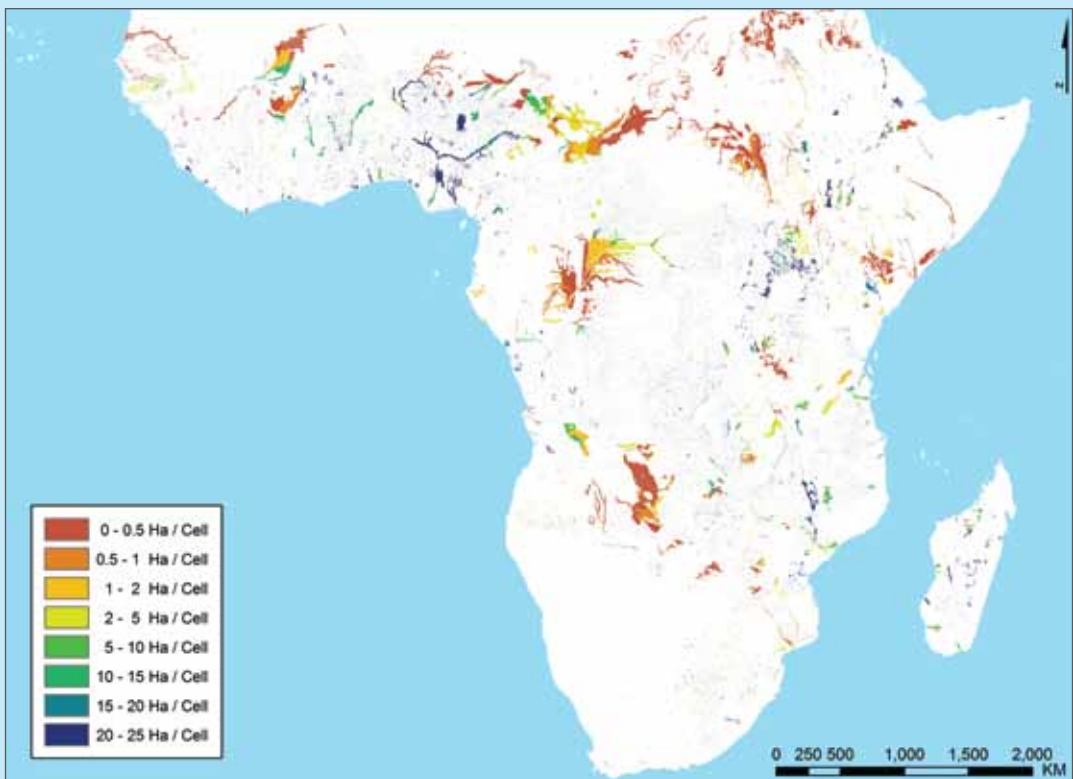 N
0 - 0.5 Ha / Cell
0.5 - 1 Ha / Cell
1 - 2 Ha / Cell
2 - 5 Ha / Cell
5 - 10 Ha / Cell
10 - 15 Ha / Cell
15 - 20 Ha / Cell
20 - 25 Ha / Cell
0 250 500 1,000 1,500 2,000
KM